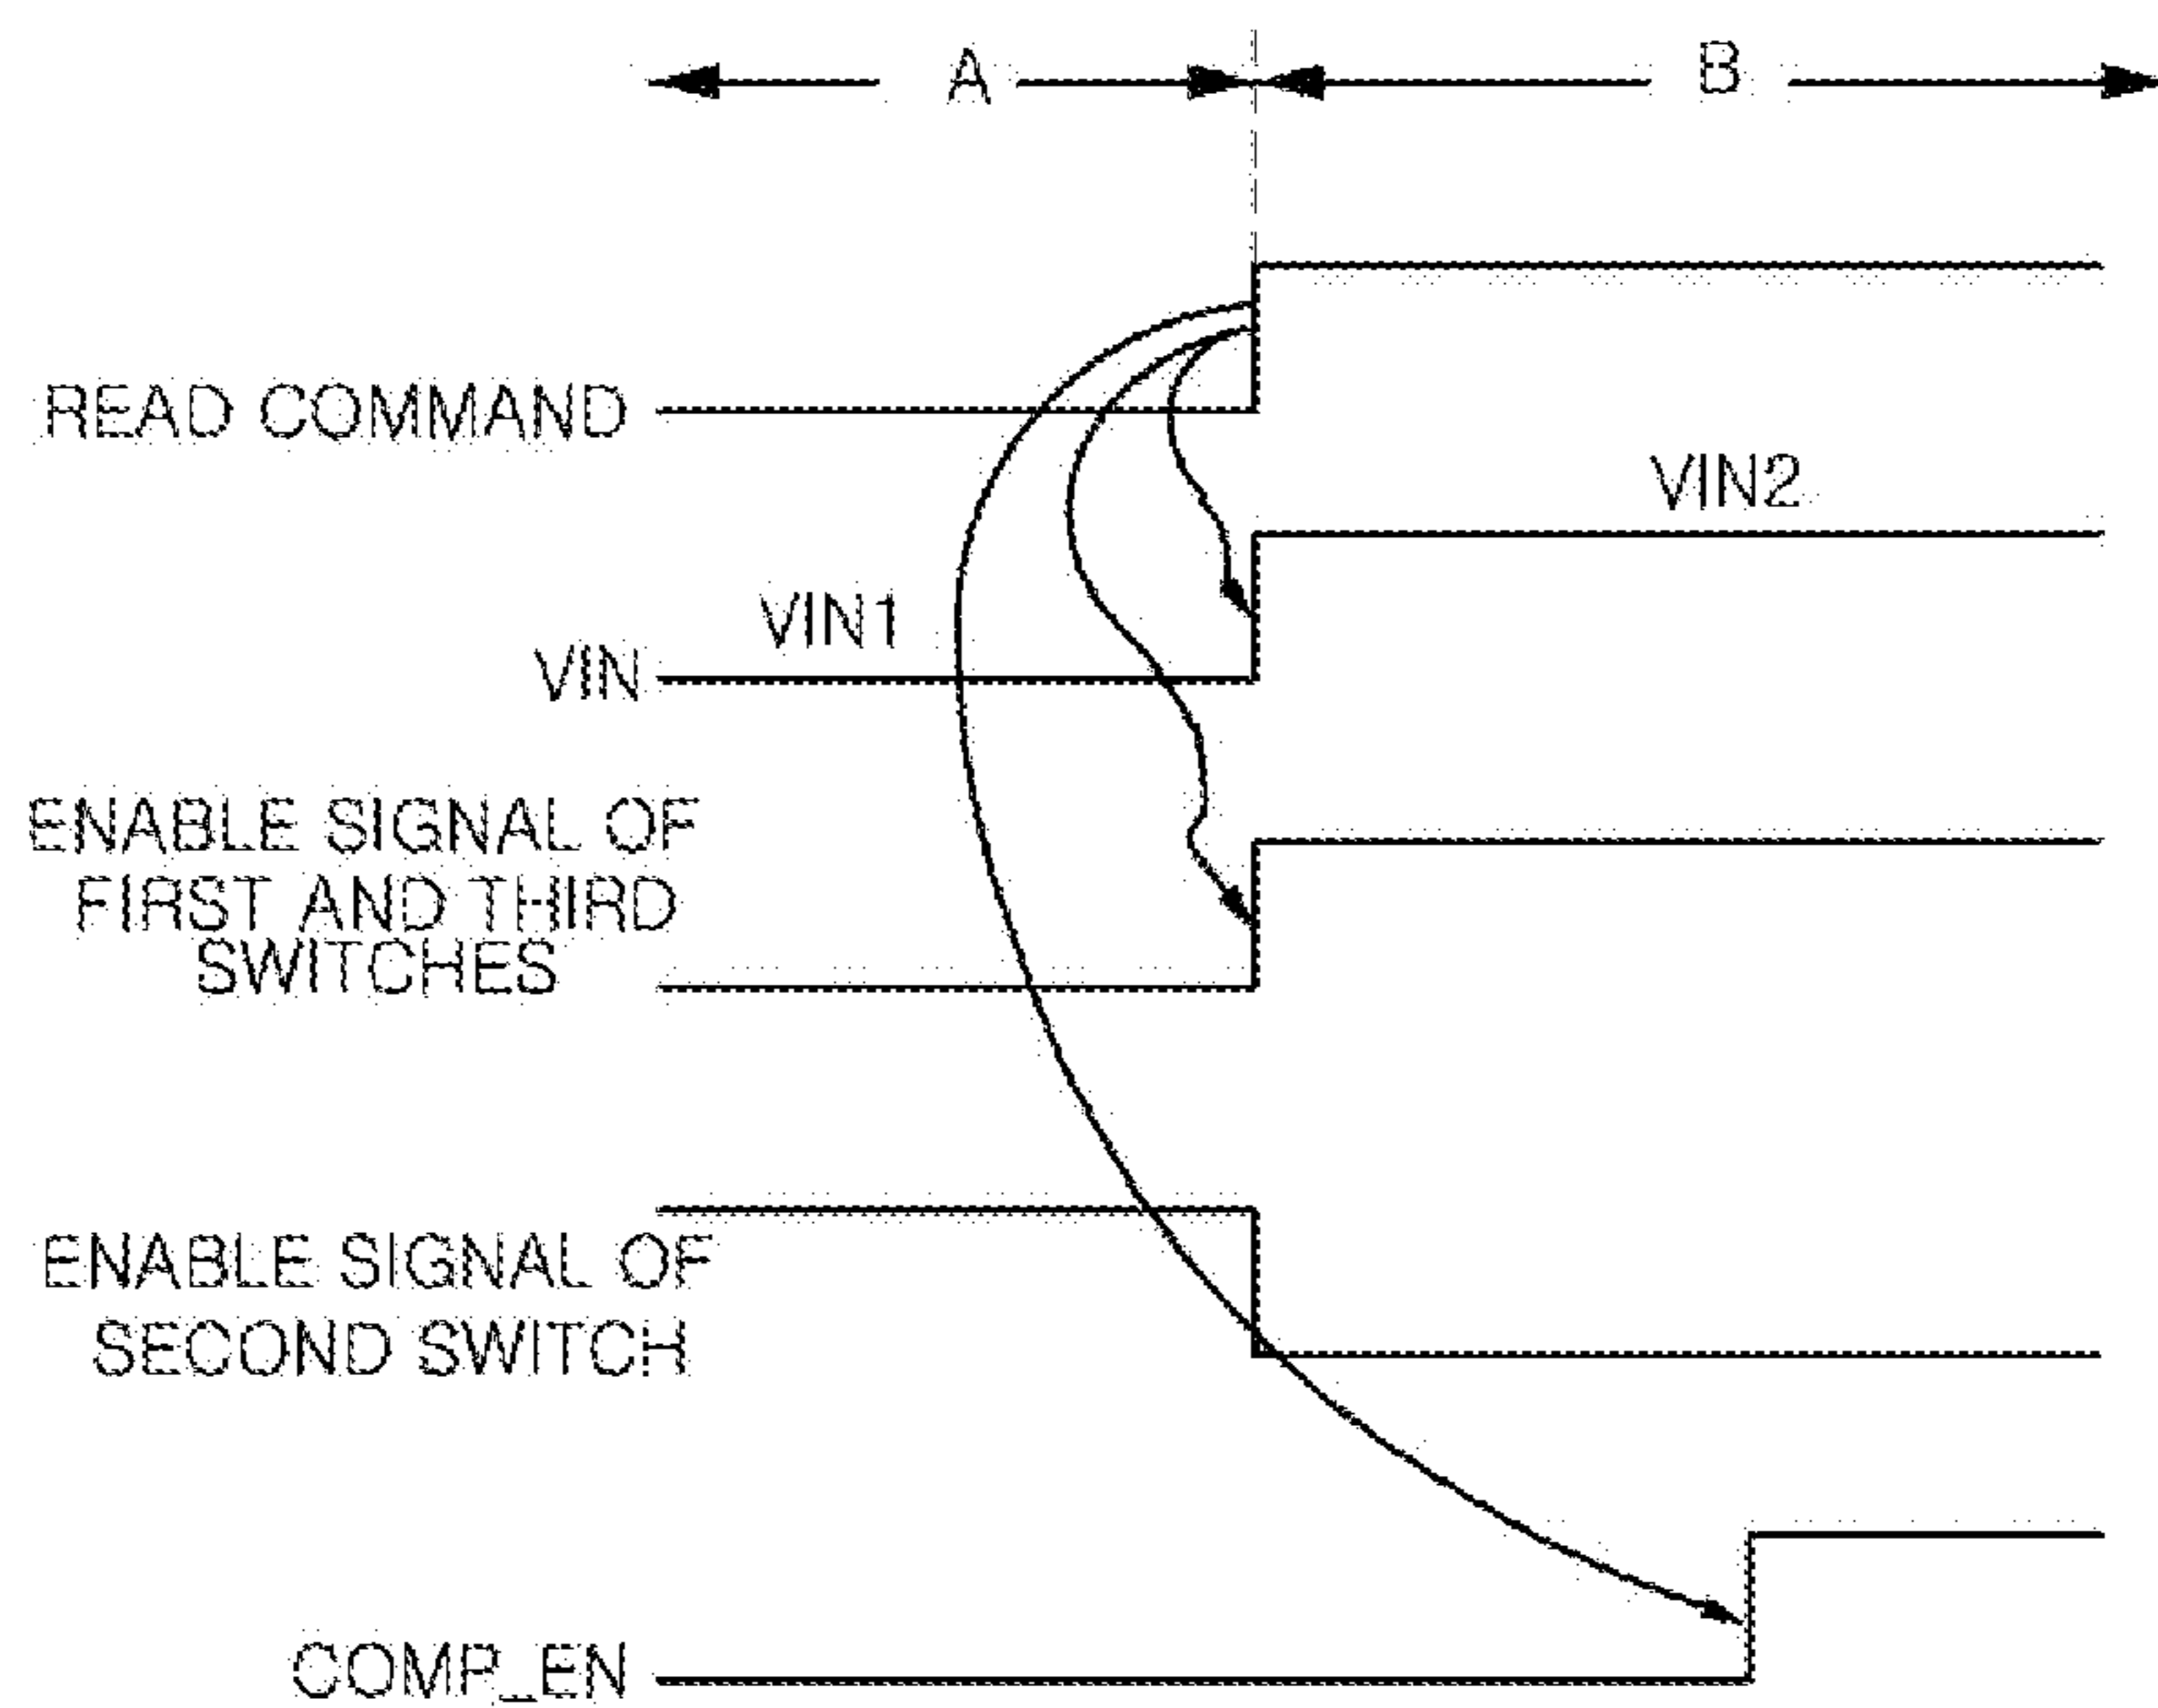 A
B
READ COMMAND
VIN2
VIN1
VIN
ENABLE SIGNAL OF
FIRST AND THIRD
SWITCHES
ENABLE SIGNAL OF
SECOND SWITCH
COMP_EN